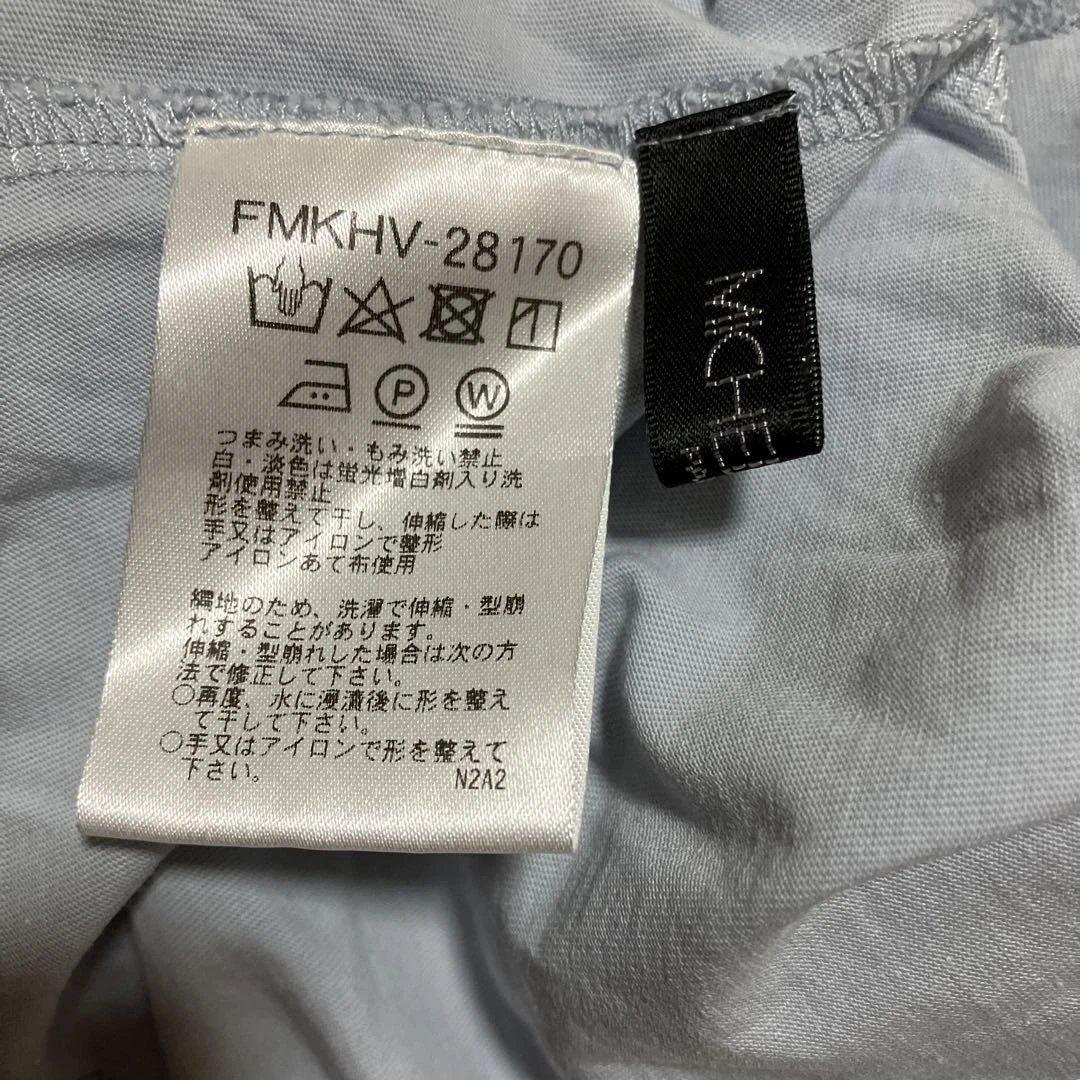 FMKHV-28170
P W
つまみ洗い・もみ洗い禁止
白・淡色は蛍光増白剤入り洗
剤使用禁止
形を整えて干し、伸縮した際は
手又はアイロンで整形
アイロンあて布使用
編地のため、洗濯で伸縮・型崩
れすることがあります。
伸縮・型崩れした場合は次の方
法で修正して下さい。
○再度、水に浸漬後に形を整え
て干して下さい。
○手又はアイロンで形を整えて
下さい。
N2A2
MICHE